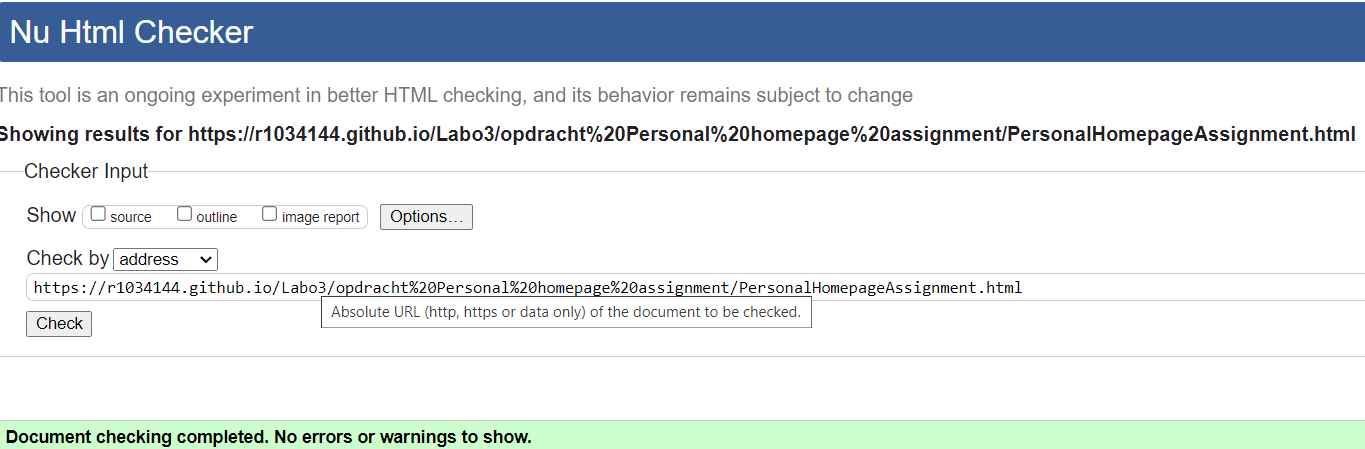 Nu Html Checker
This tool is an ongoing experiment in better HTML checking, and its behavior remains subject to change
Showing results for https://r1034144.github.io/Labo3/opdracht%20Personal%20homepage%20assignment/PersonalHomepageAssignment.html
Checker Input
Show source outline image report Options...
Check by address
https://r1034144.github.io/Labo3/opdracht%20Personal%20homepage%20assignment/PersonalHomepageAssignment.html
Absolute URL (http, https or data only) of the document to be checked.
Check
Document checking completed. No errors or warnings to show.